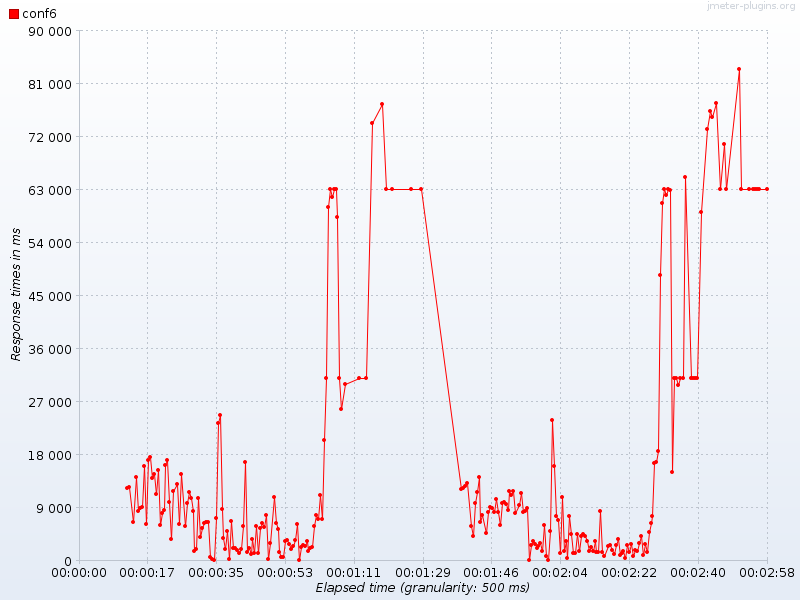 jmeter-plugins.org
conf6
90 000
81 000
72 000
63 000
54 000
45 000
36 000
27 000
18 000
9 000
0
Response times in ms
00:00:00 00:00:17 00:00:35 00:00:53 00:01:11 00:01:29 00:01:46 00:02:04 00:02:22 00:02:40 00:02:58
Elapsed time (granularity: 500 ms)